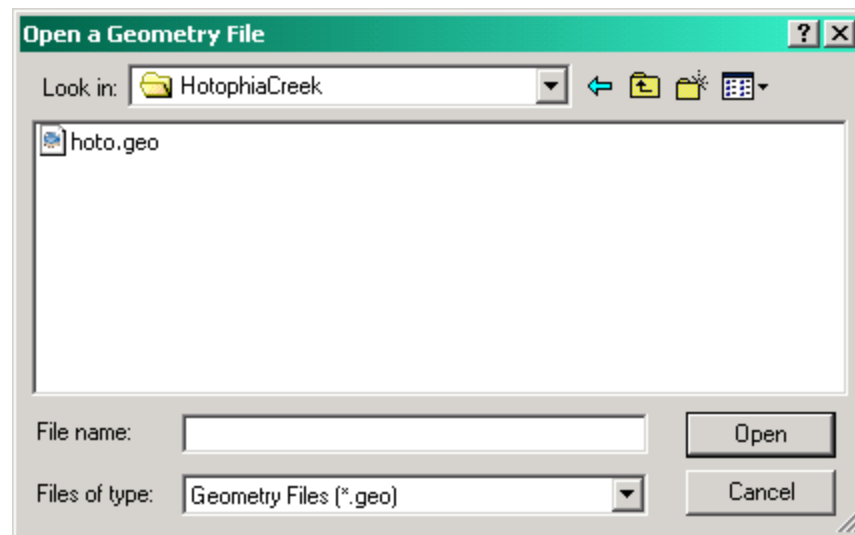 Open a Geometry File
Look in: HotophiaCreek
hoto.geo
File name: Open
Files of type: Geometry Files (*.geo) Cancel